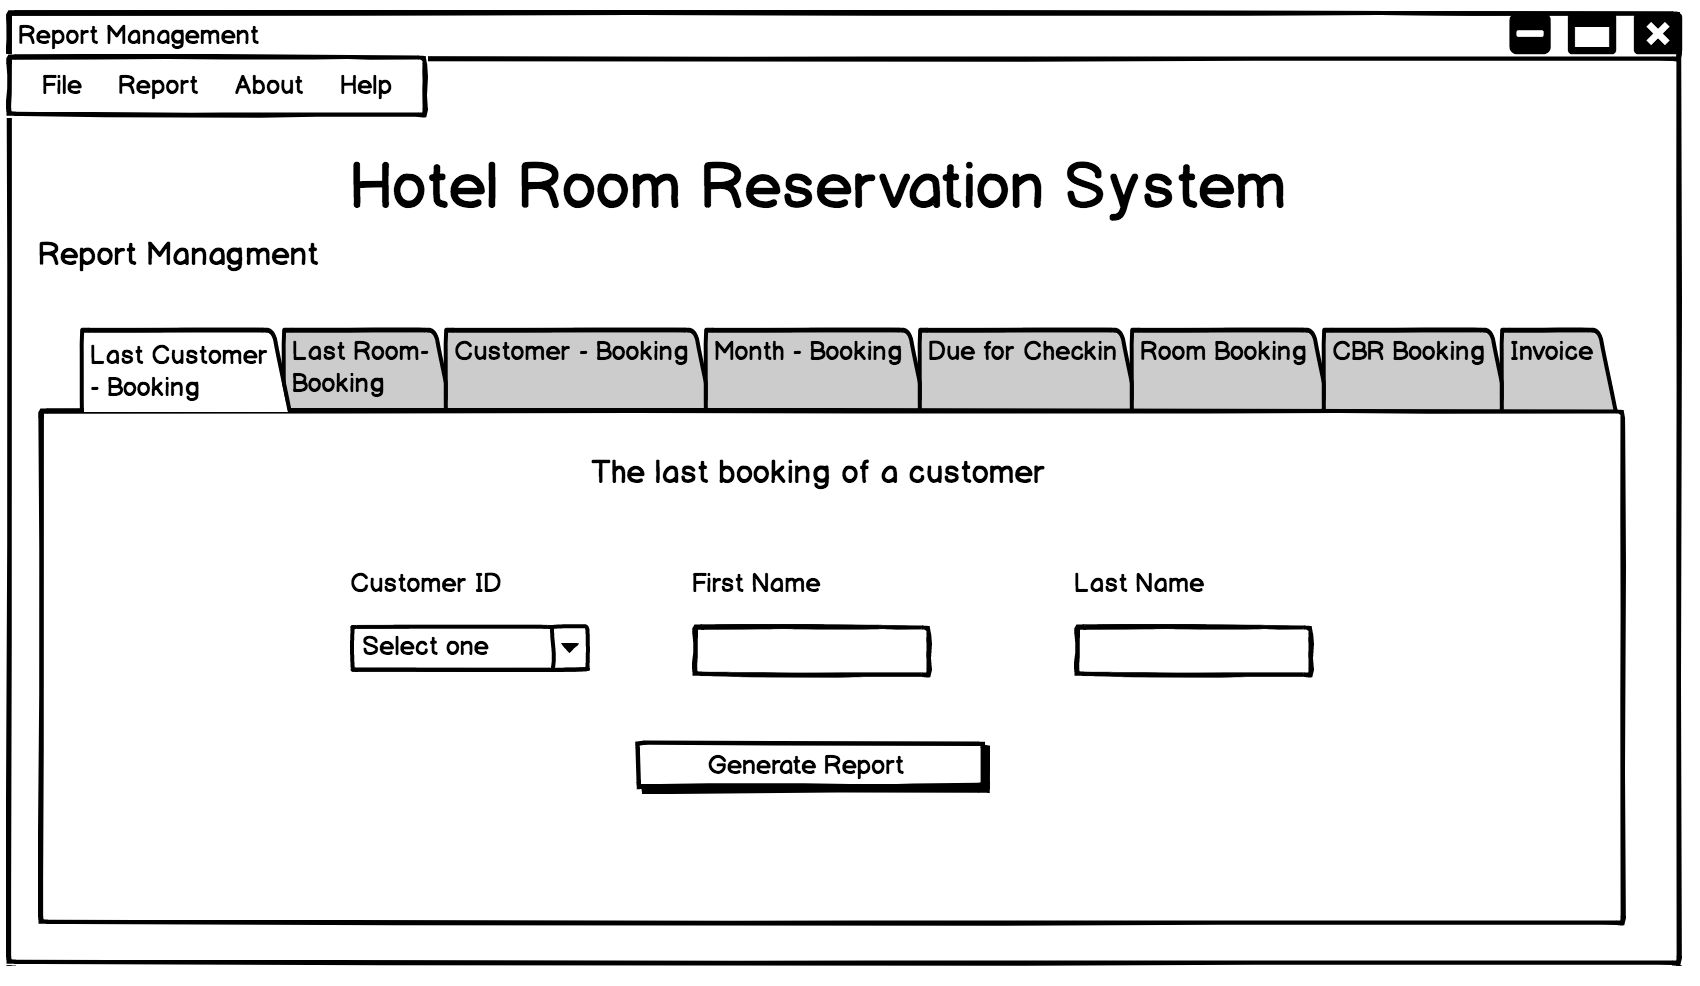 Report Management
File Report About Help
Hotel Room Reservation System
Report Managment
Last Customer
- Booking
Last Room-
Booking
Customer - Booking
Month - Booking
Due for Checkin
Room Booking
CBR Booking
Invoice
The last booking of a customer
Customer ID
First Name
Last Name
Select one
Generate Report